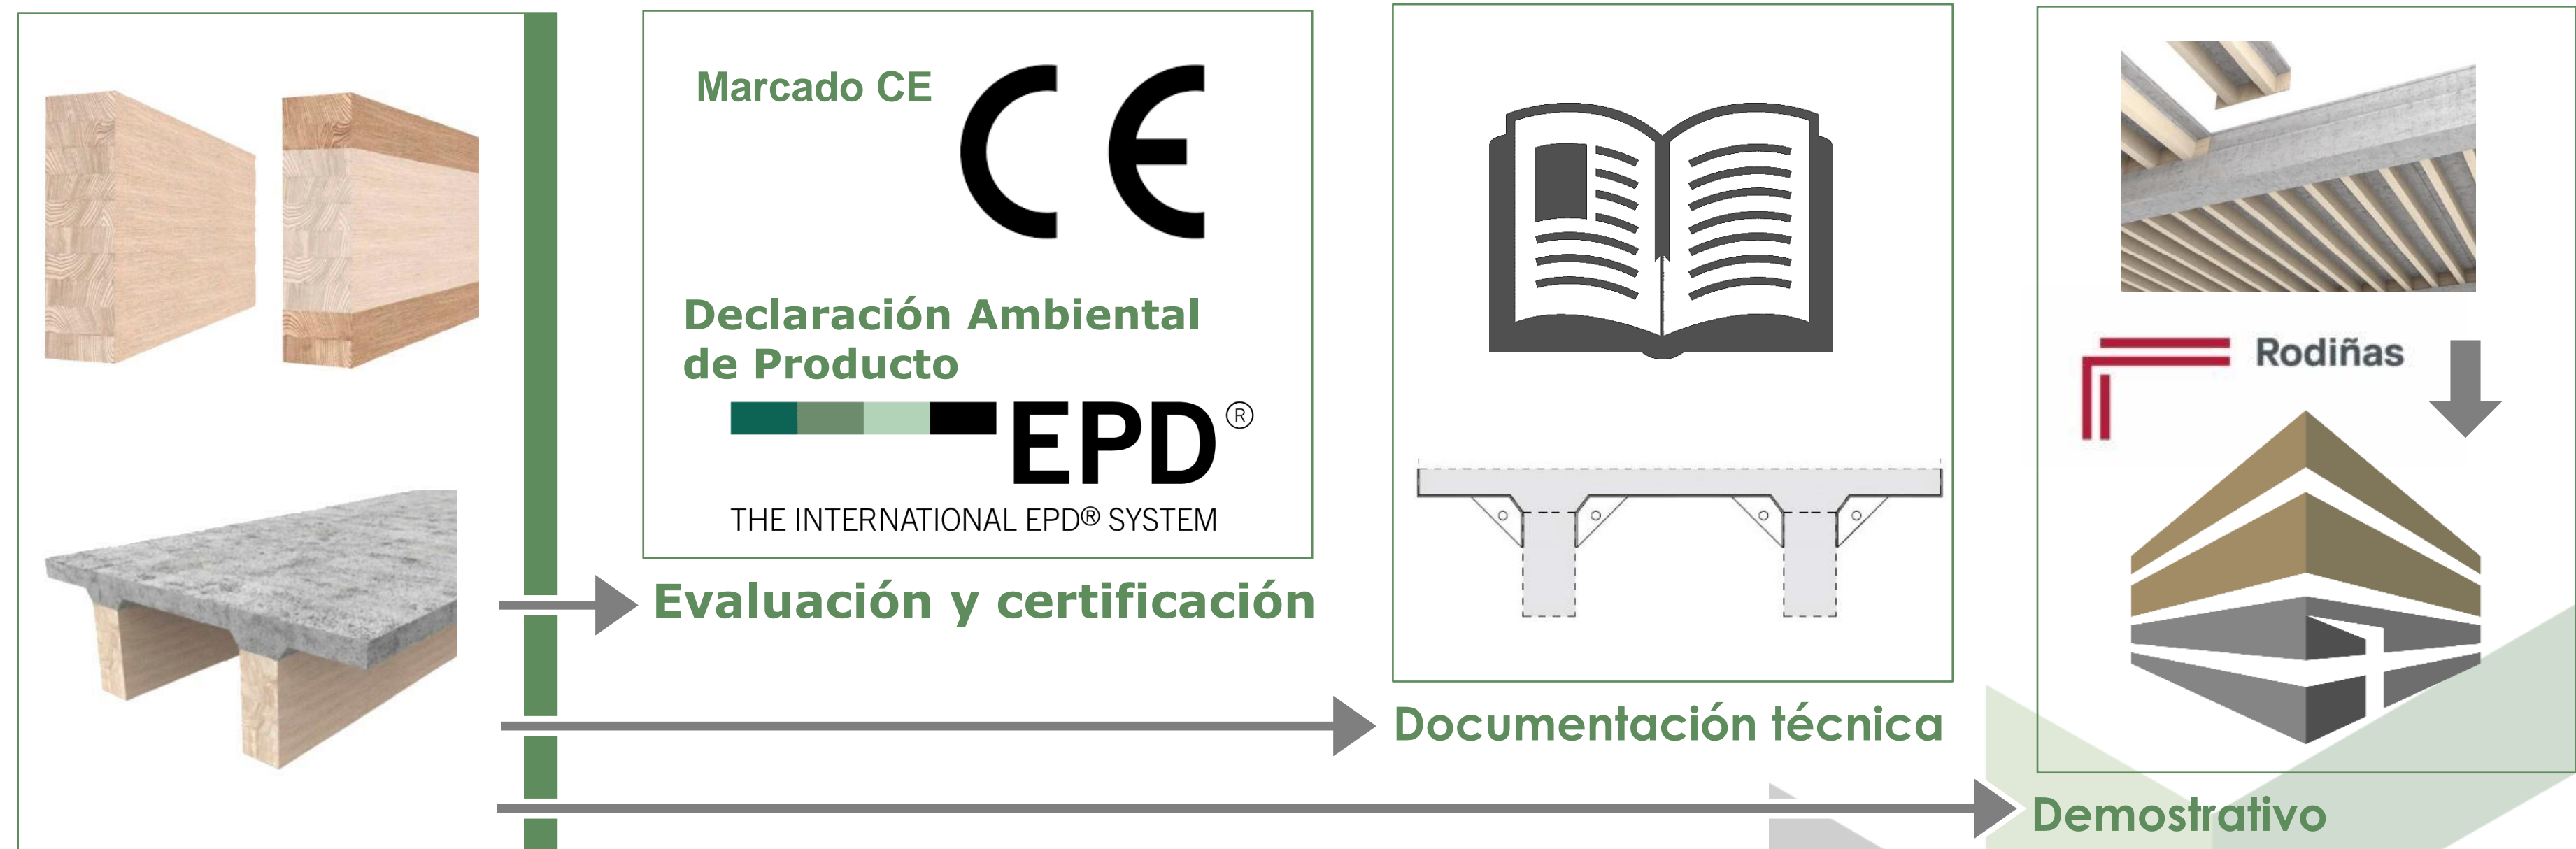 Marcado CE
CE
Declaración Ambiental
de Producto
EPD®
THE INTERNATIONAL EPD® SYSTEM
Evaluación y certificación
Documentación técnica
Rodiñas
Demostrativo